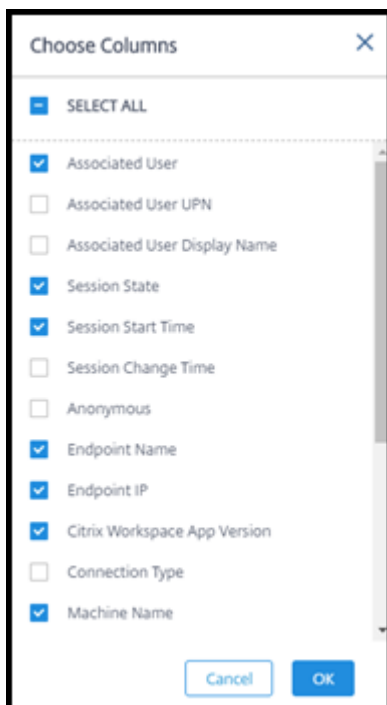 Choose Columns
SELECT ALL
Associated User
Associated User UPN
Associated User Display Name
Session State
Session Start Time
Session Change Time
Anonymous
Endpoint Name
Endpoint IP
Citrix Workspace App Version
Connection Type
Machine Name
Cancel OK